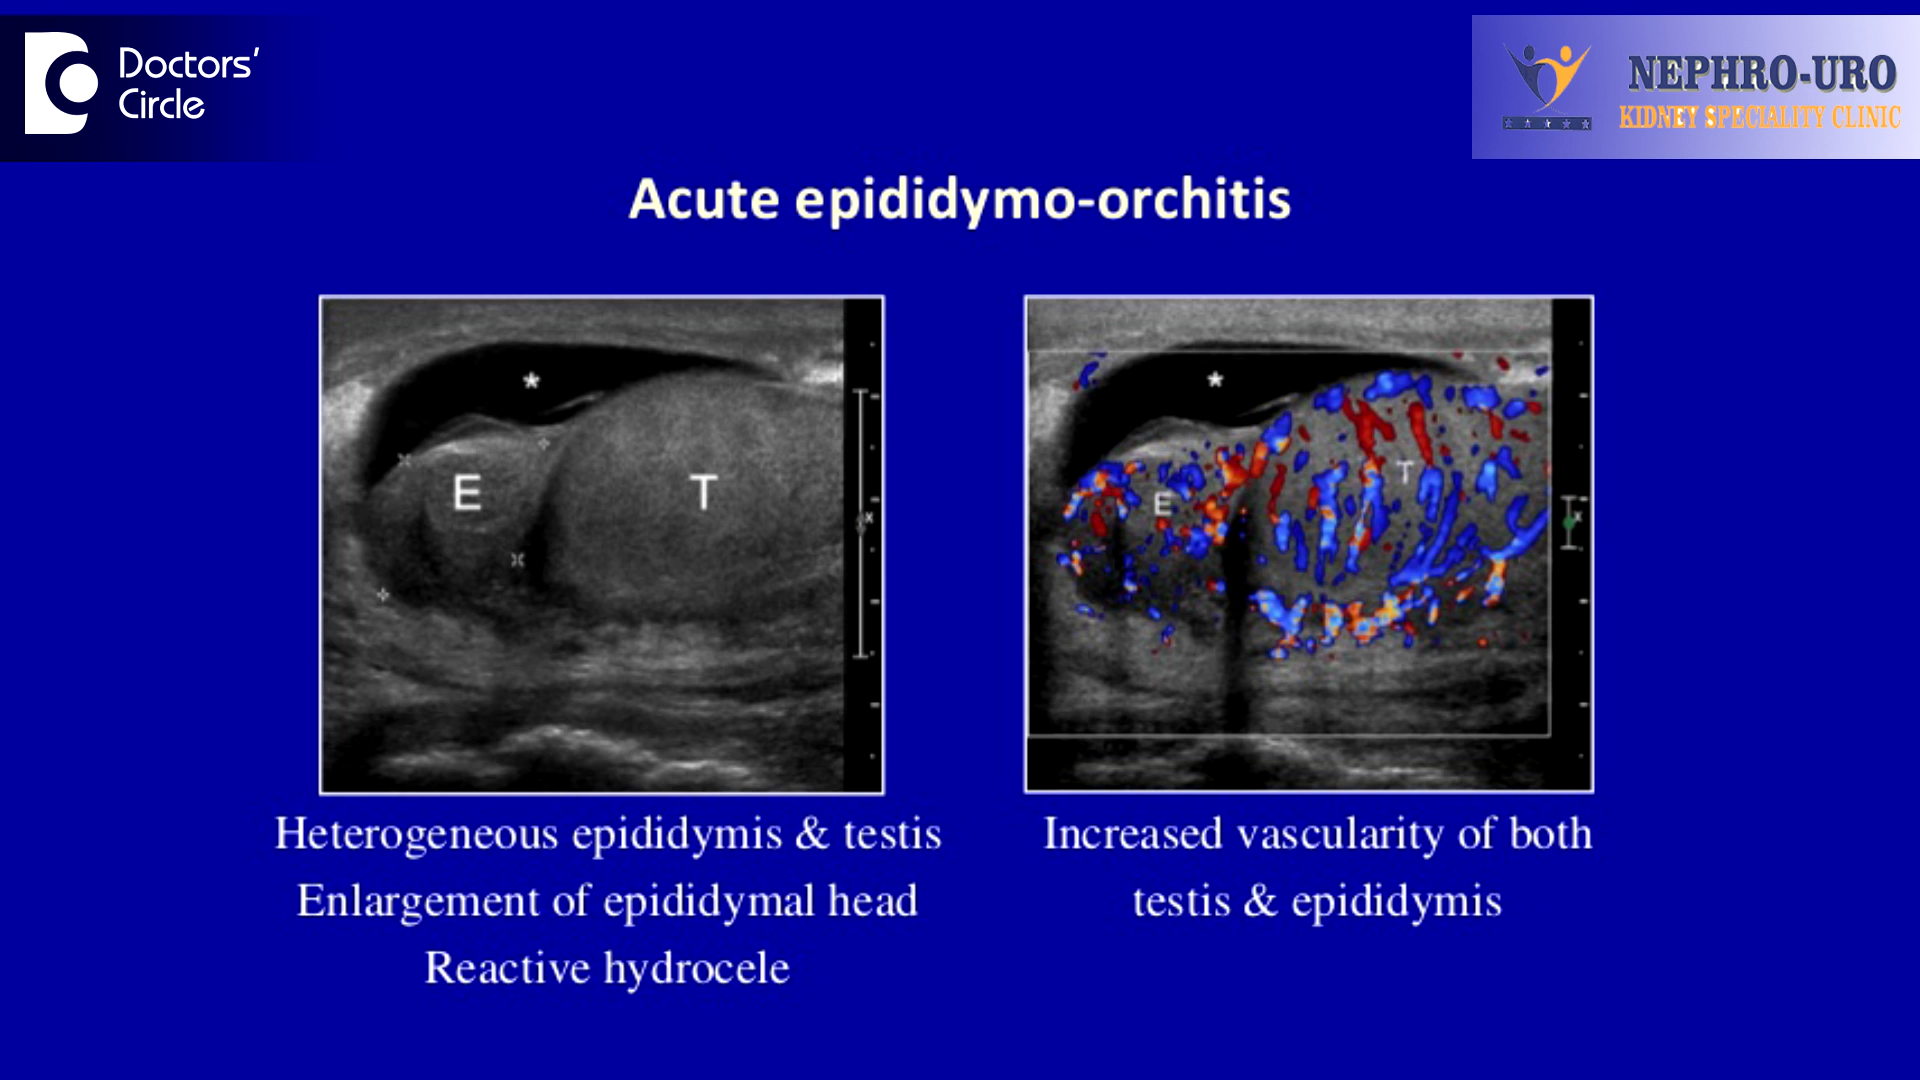 Doctors'
Circle
NEPHRO-URO
KIDNEY SPECIALITY CLINIC
Acute epididymo-orchitis
*
E
T
x
*
E
T
x
Heterogeneous epididymis & testis
Enlargement of epididymal head
Reactive hydrocele
Increased vascularity of both
testis & epididymis